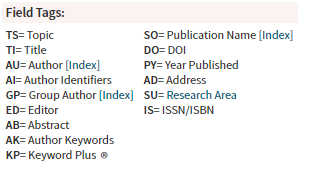 Field Tags:
TS= Topic
TI= Title
AU= Author [Index]
AI= Author Identifiers
GP= Group Author [Index]
ED= Editor
AB= Abstract
AK= Author Keywords
KP= Keyword Plus ®
SO= Publication Name [Index]
DO= DOI
PY= Year Published
AD= Address
SU= Research Area
IS= ISSN/ISBN